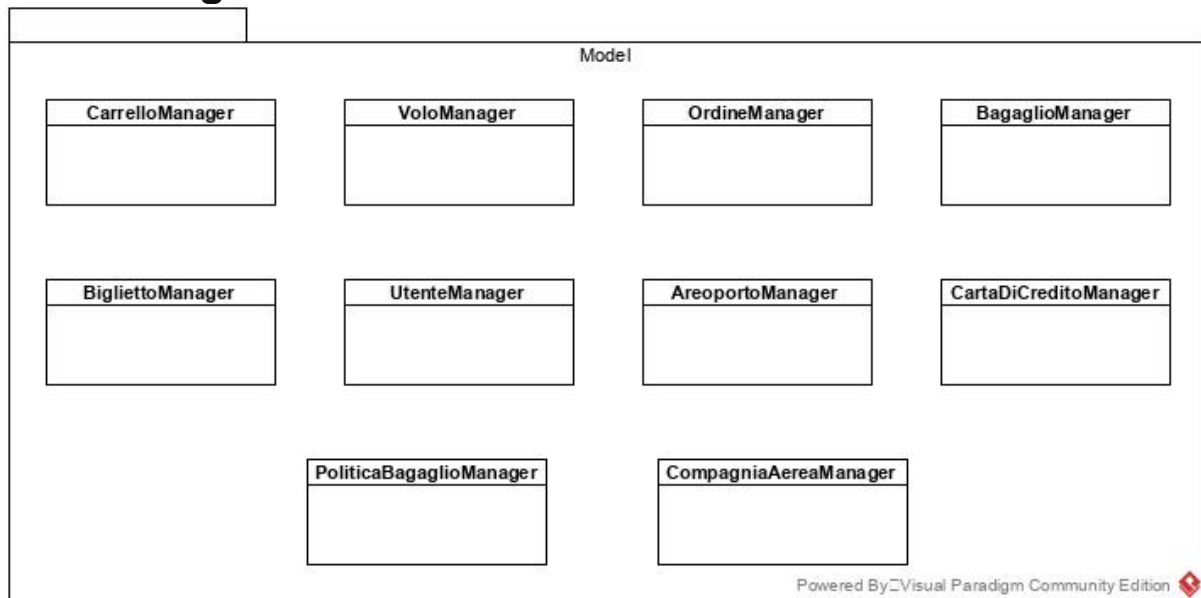 Model
CarrelloManager VoloManager OrdineManager BagaglioManager
BigliettoManager UtenteManager AreoportoManager CartaDiCreditoManager
PoliticaBagaglioManager CompagniaAereaManager
Powered By Visual Paradigm Community Edition